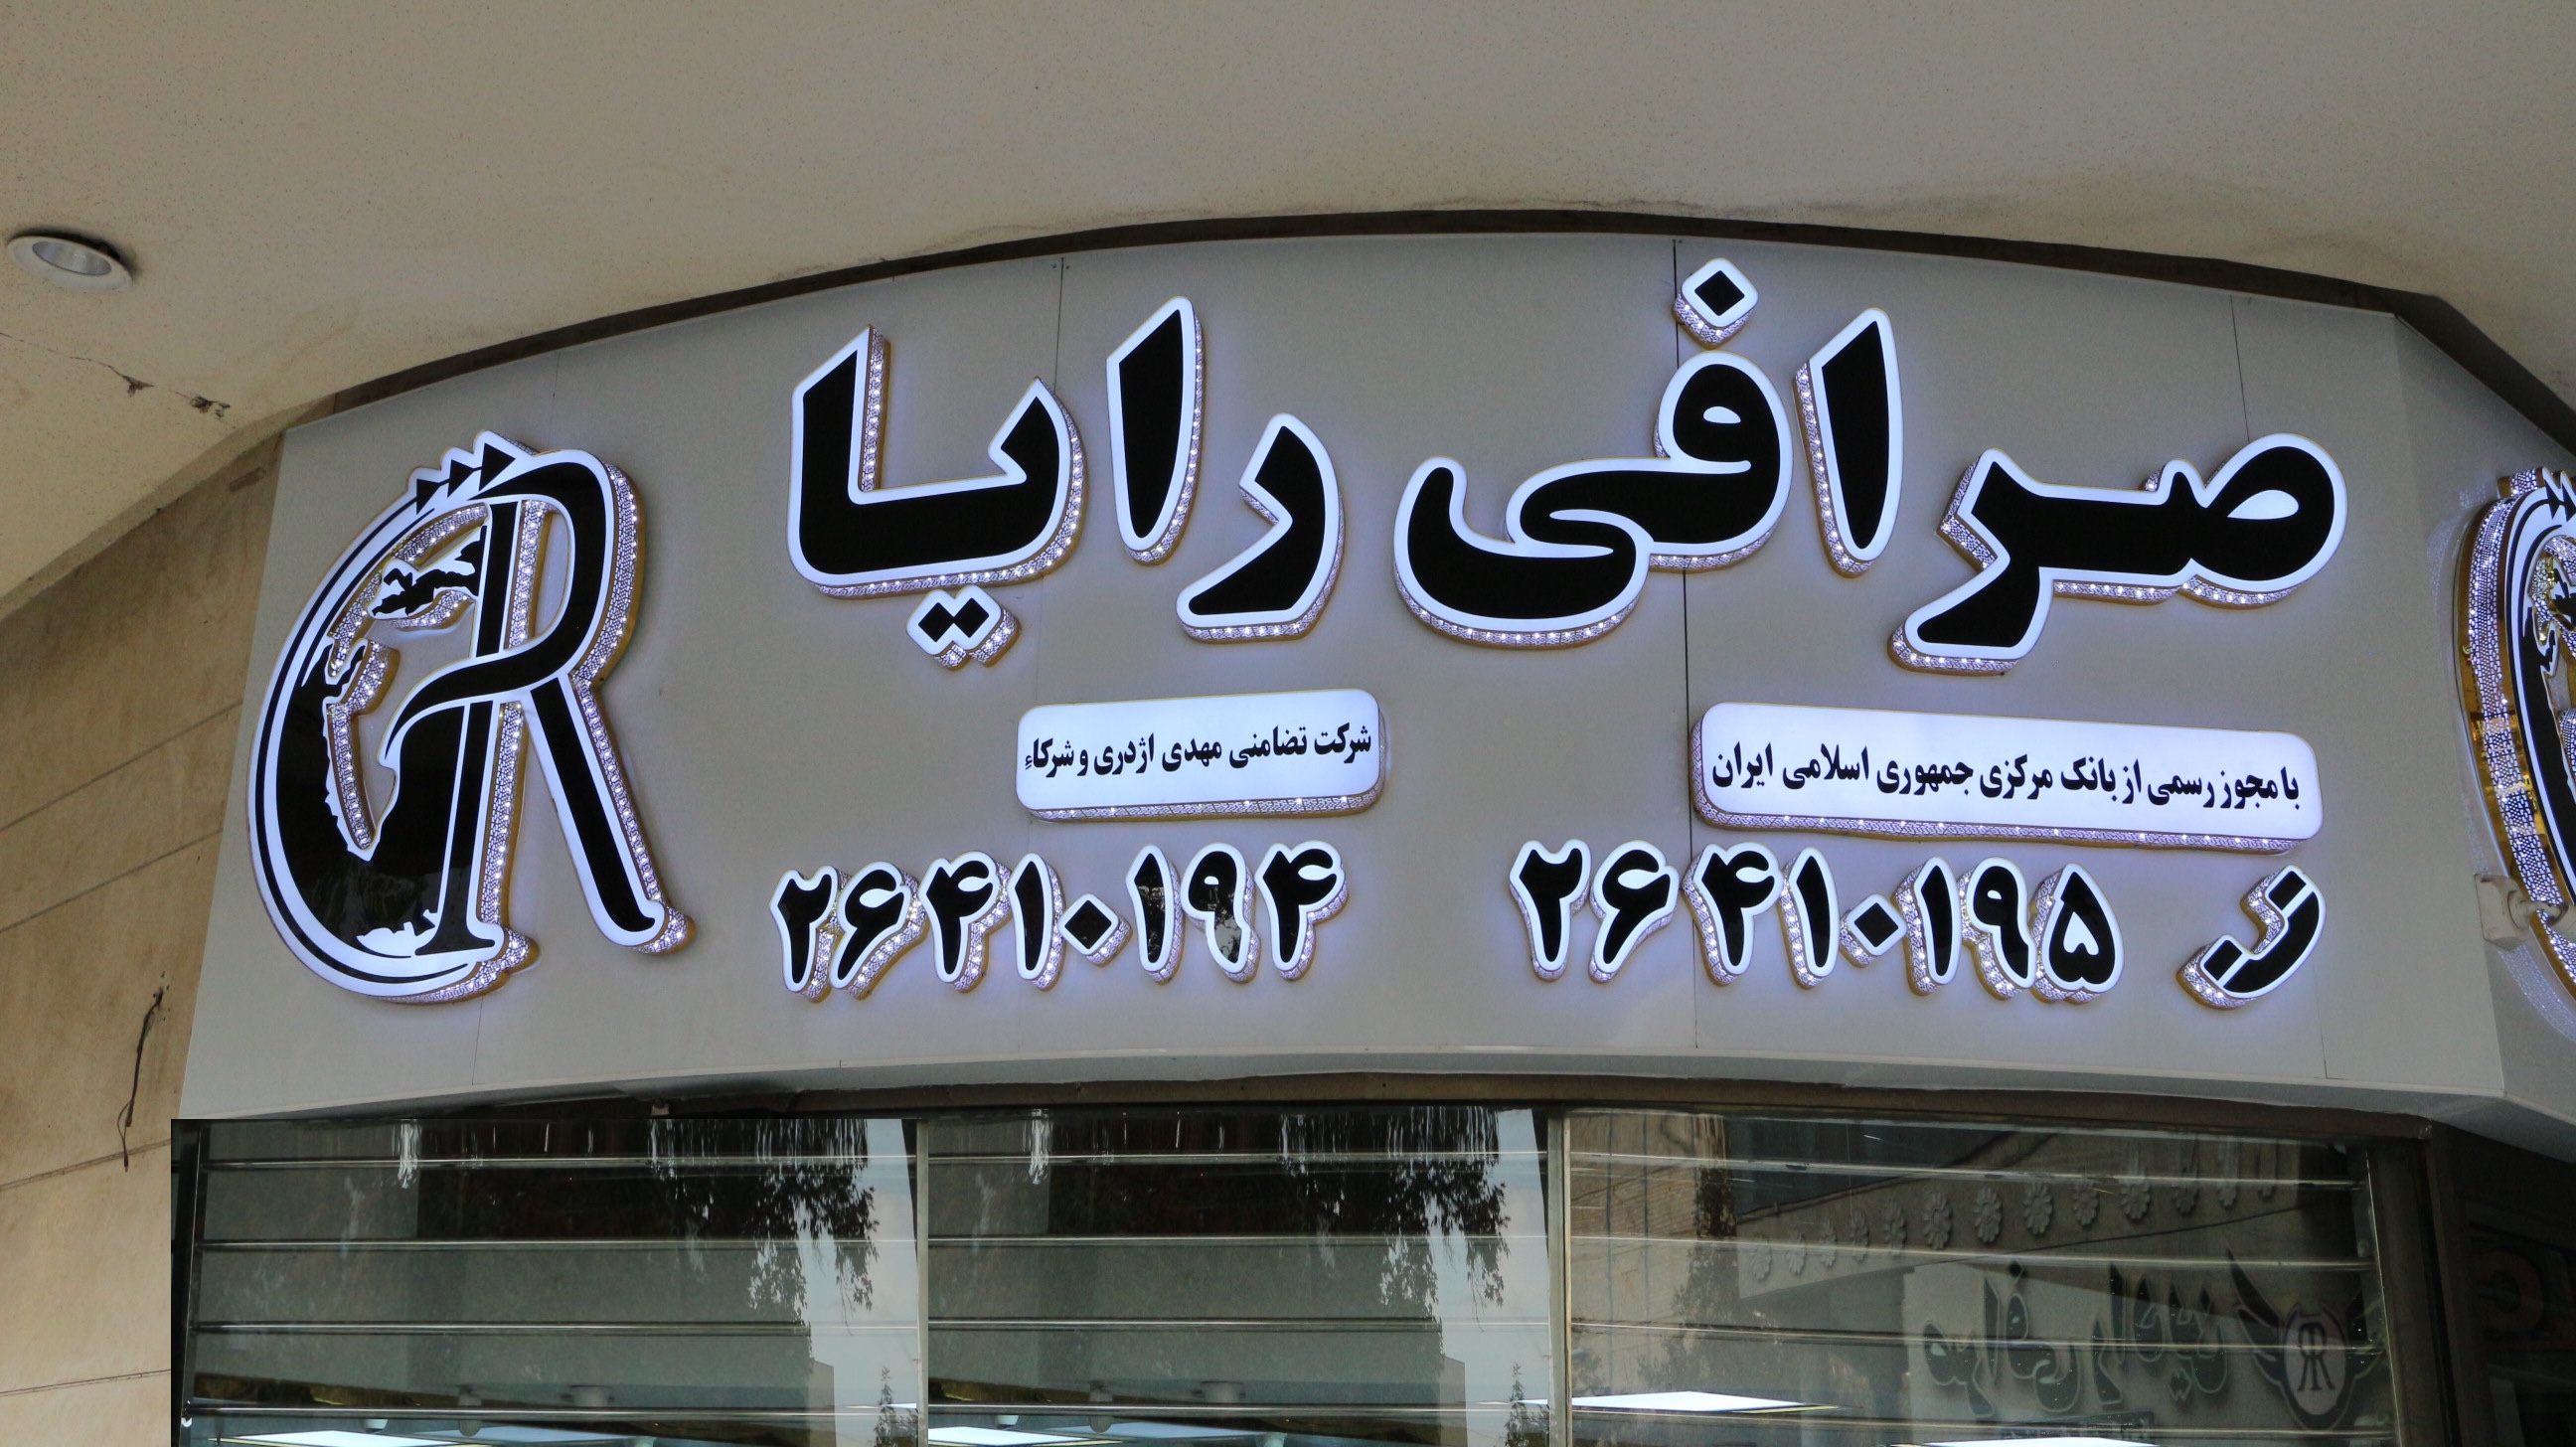 صرافی رایا
با مجوز رسمی از بانک مرکزی جمهوری اسلامی ایران
شرکت تضامنی مهدی اژدری و شرکاء
۲۶۴۱۰۱۹۵
۲۶۴۱۰۱۹۴
R